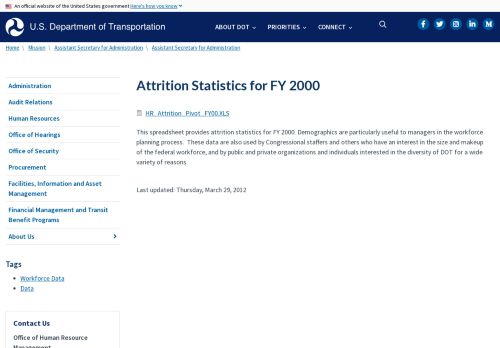 An official website of the United States government Here's how you know
U.S. Department of Transportation
ABOUT DOT
PRIORITIES
CONNECT
Home \ Mission \ Assistant Secretary for Administration \ Assistant Secretary for Administration
Administration
Audit Relations
Human Resources
Office of Hearings
Office of Security
Procurement
Facilities, Information and Asset
Management
Financial Management and Transit
Benefit Programs
About Us
Tags
Workforce Data
Data
Contact Us
Office of Human Resource
Management
Attrition Statistics for FY 2000
HR_Attrition_Pivot_FY00.XLS
This spreadsheet provides attrition statistics for FY 2000. Demographics are particularly useful to managers in the workforce
planning process. These data are also used by Congressional staffers and others who have an interest in the size and makeup
of the federal workforce, and by public and private organizations and individuals interested in the diversity of DOT for a wide
variety of reasons.
Last updated: Thursday, March 29, 2012